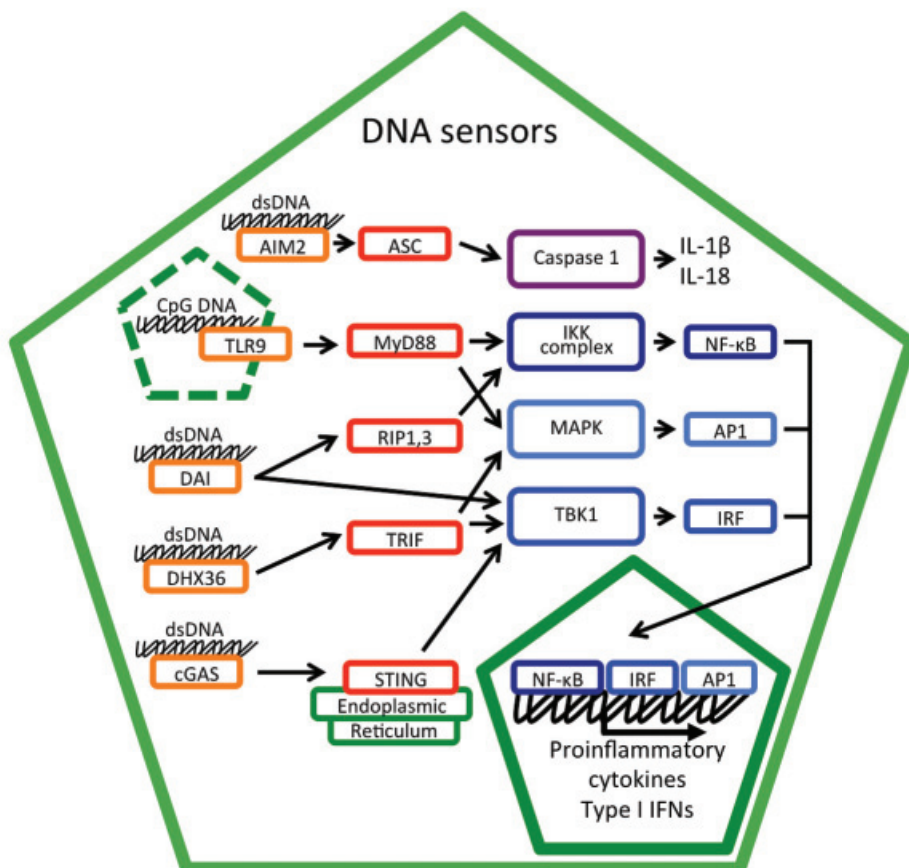 DNA sensors
dsDNA
AIM2
ASC
Caspase 1
IL-1β
IL-18
CpG DNA
TLR9
MyD88
IKK
complex
NF-κB
dsDNA
DAI
RIP1,3
MAPK
AP1
dsDNA
DHX36
TRIF
TBK1
IRF
dsDNA
cGAS
STING
Endoplasmic
Reticulum
NF-κB
IRF
AP1
Proinflammatory
cytokines
Type I IFNs